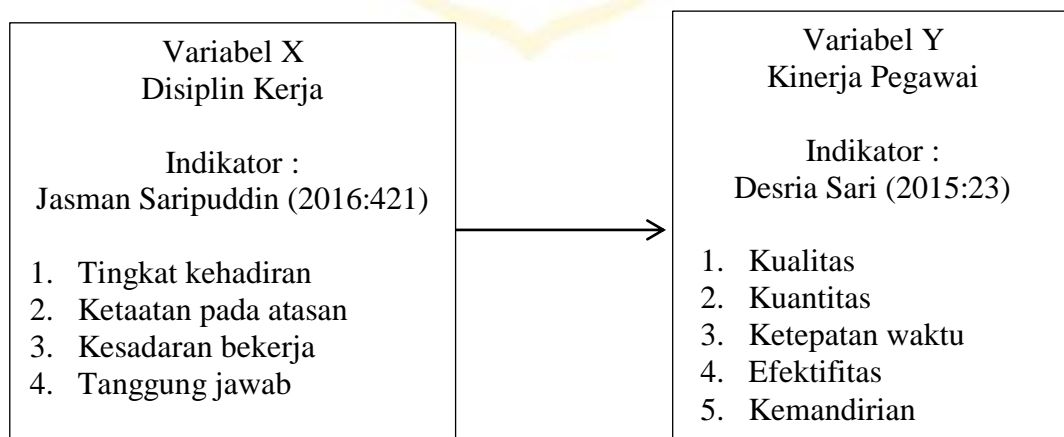 Variabel X
Disiplin Kerja
Indikator :
Jasman Saripuddin (2016:421)
1. Tingkat kehadiran
2. Ketaatan pada atasan
3. Kesadaran bekerja
4. Tanggung jawab
Variabel Y
Kinerja Pegawai
Indikator :
Desria Sari (2015:23)
1. Kualitas
2. Kuantitas
3. Ketepatan waktu
4. Efektifitas
5. Kemandirian